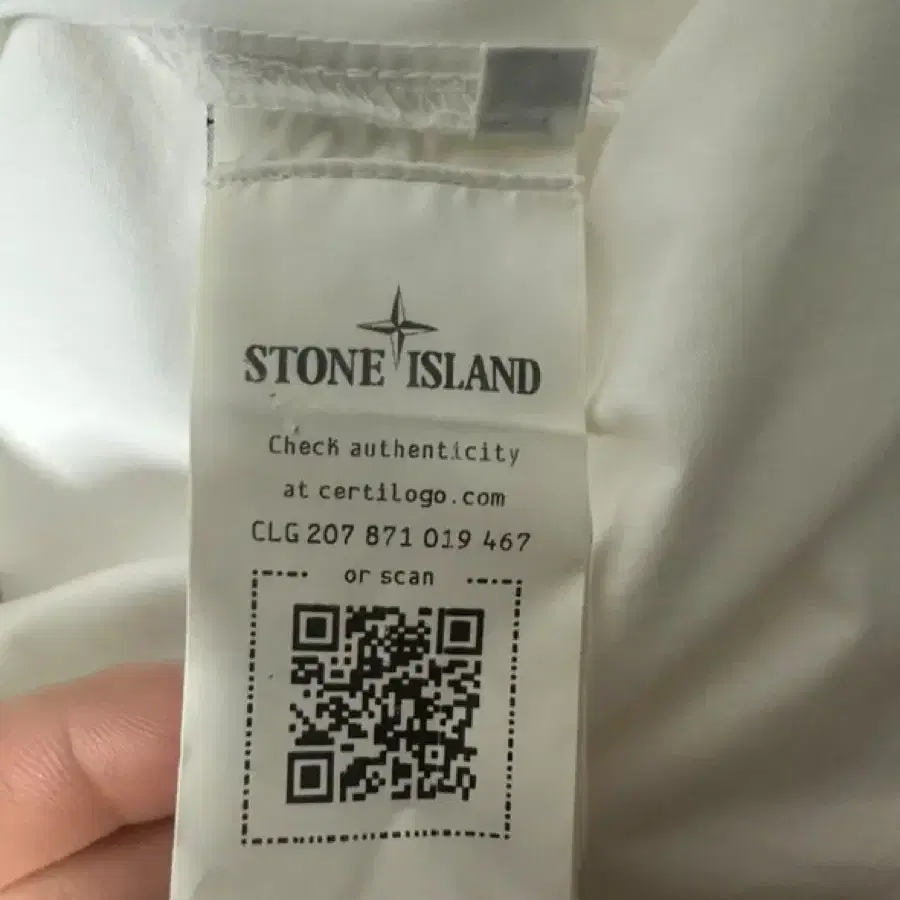 STONE ISLAND
Check authenticity
at certilogo.com
CLG 207 871 019 467
or scan